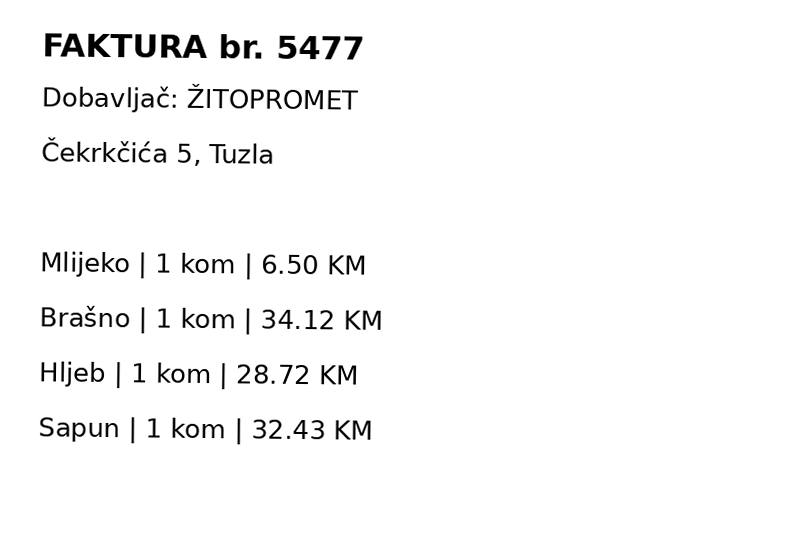 FAKTURA br. 5477
Dobavljač: ŽITOPROMET
Čekrkčića 5, Tuzla
Mlijeko | 1 kom | 6.50 KM
Brašno | 1 kom | 34.12 KM
Hljeb | 1 kom | 28.72 KM
Sapun | 1 kom | 32.43 KM